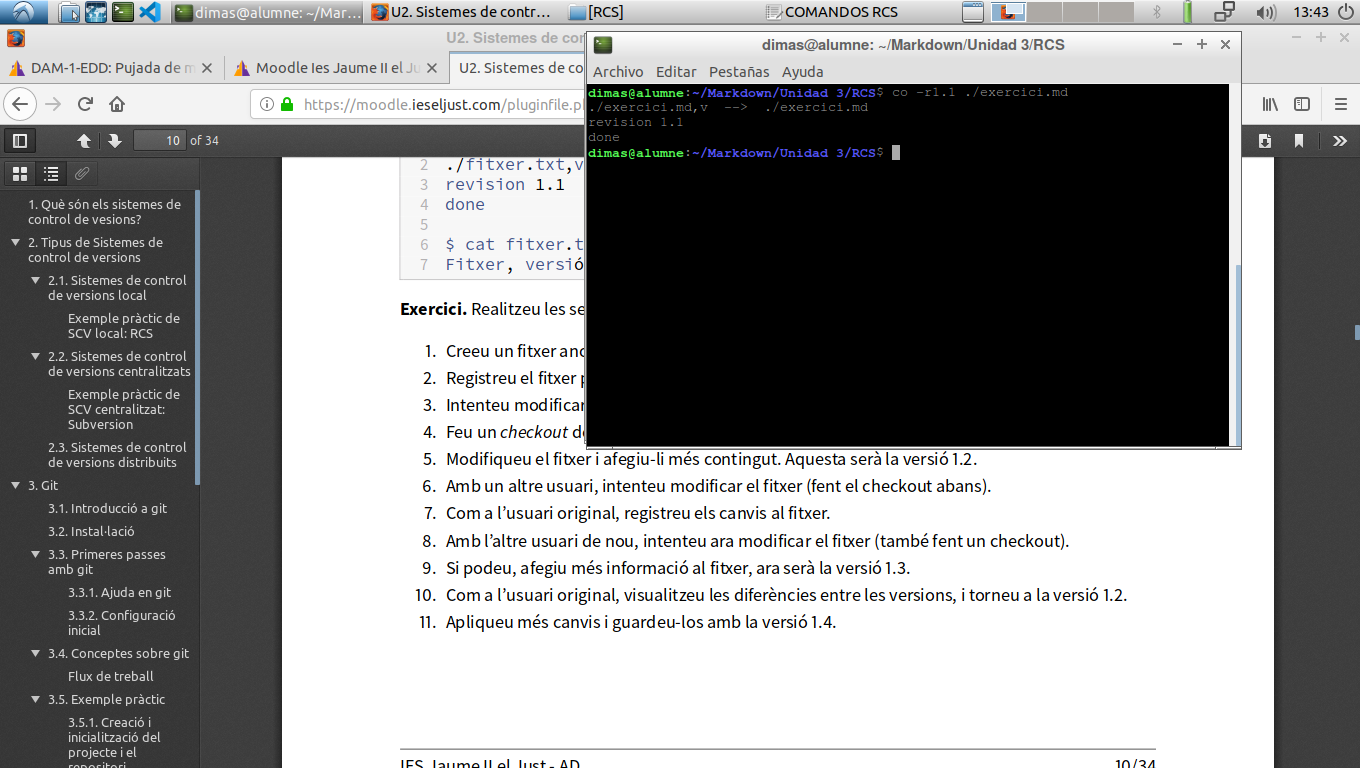 dimas@alumne: ~/Mar...
U2. Sistemes de contr...
[RCS]
COMANDOS RCS
13:43
U2. Sistemes de con
DAM-1-EDD: Pujada de m
Moodle Ies Jaume II el Ju
U2. Sistemes de co
https://moodle.ieseljust.com/pluginfile.p
10 of 34
1. Què són els sistemes de
control de vesions?
2. Tipus de Sistemes de
control de versions
2.1. Sistemes de control
de versions local
Exemple pràctic de
SCV local: RCS
2.2. Sistemes de control
de versions centralitzats
Exemple pràctic de
SCV centralitzat:
Subversion
2.3. Sistemes de control
de versions distribuits
3. Git
3.1. Introducció a git
3.2. Instal·lació
3.3. Primeres passes
amb git
3.3.1. Ajuda en git
3.3.2. Configuració
inicial
3.4. Conceptes sobre git
Flux de treball
3.5. Exemple pràctic
3.5.1. Creació i
inicialització del
projecte i el
repositori
2 ./fitxer.txt,v
3 revision 1.1
4 done
5
6 $ cat fitxer.t
7 Fitxer, versió
Exercici. Realitzeu les se
1. Creeu un fitxer ano
2. Registreu el fitxer p
3. Intenteu modificar
4. Feu un checkout de
5. Modifiqueu el fitxer i afegiu-li més contingut. Aquesta serà la versió 1.2.
6. Amb un altre usuari, intenteu modificar el fitxer (fent el checkout abans).
7. Com a l’usuari original, registreu els canvis al fitxer.
8. Amb l’altre usuari de nou, intenteu ara modificar el fitxer (també fent un checkout).
9. Si podeu, afegiu més informació al fitxer, ara serà la versió 1.3.
10. Com a l’usuari original, visualitzeu les diferències entre les versions, i torneu a la versió 1.2.
11. Apliqueu més canvis i guardeu-los amb la versió 1.4.
IES Jaume II el Just - AD
10/34
dimas@alumne: ~/Markdown/Unidad 3/RCS
Archivo Editar Pestañas Ayuda
dimas@alumne:~/Markdown/Unidad 3/RCS$ co -r1.1 ./exercici.md
./exercici.md,v --> ./exercici.md
revision 1.1
done
dimas@alumne:~/Markdown/Unidad 3/RCS$